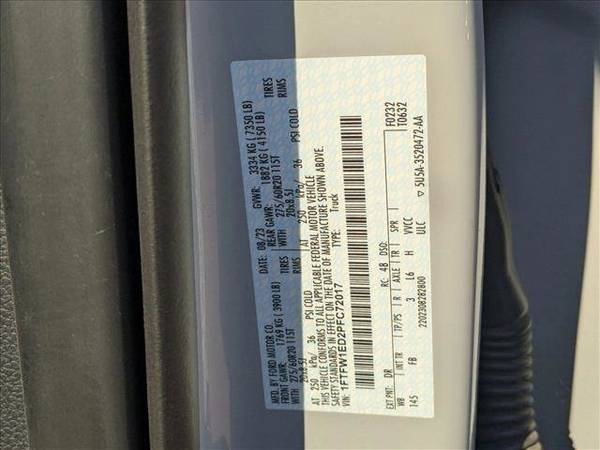 MFD. BY FORD MOTOR CO.
DATE: 08/23 GVWR: 3334 KG ( 7350 LB)
FRONT GAWR: 1769 KG ( 3900 LB) REAR GAWR: 1882 KG ( 4150 LB)
WITH 275/60R20 115T TIRES WITH 275/60R20 115T TIRES
20x8.5J RIMS 20x8.5J RIMS
AT 250 kPa/ 36 PSI COLD AT 250 kPa/ 36 PSI COLD
THIS VEHICLE CONFORMS TO ALL APPLICABLE FEDERAL MOTOR VEHICLE
SAFETY STANDARDS IN EFFECT ON THE DATE OF MANUFACTURE SHOWN ABOVE.
VIN: 1FTFW1ED2PFC72017 TYPE: Truck
F0232
T0632
EXT PNT: DR RC: 48 DSO:
WB INT TR TP/PS R AXLE TR SPR
145 FB 3 L6 H VVCC
2202308282800 ULC ▽ 5U5A-3520472-AA